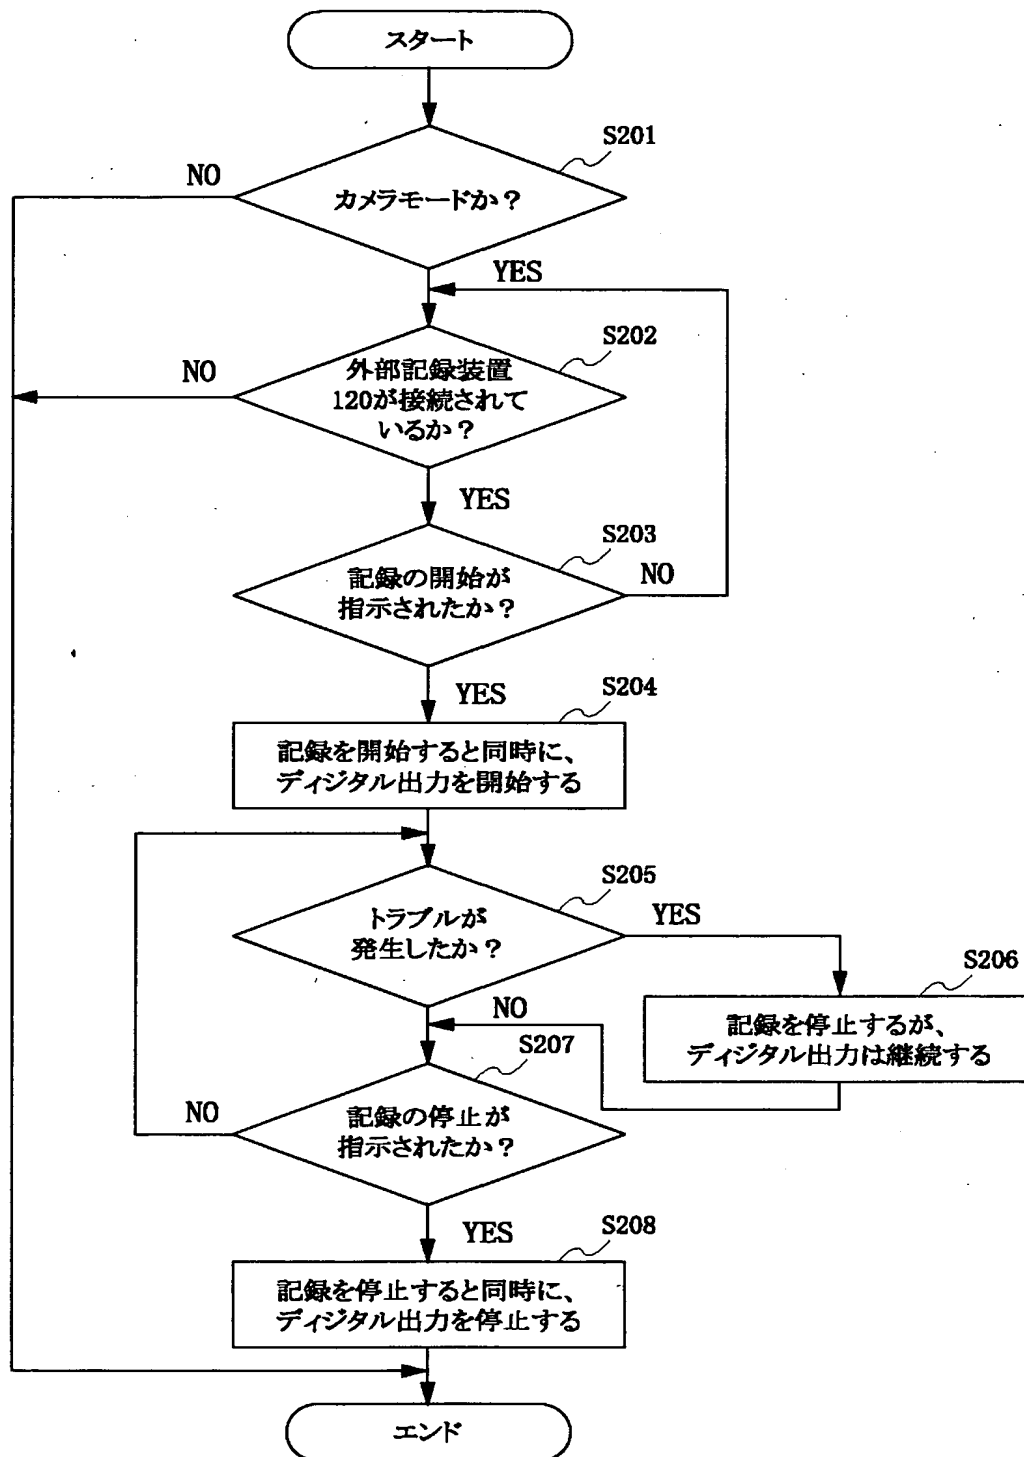 スタート
S201
NO
カメラモードか？
YES
S202
NO
外部記録装置
120が接続されて
いるか？
YES
S203
記録の開始が
指示されたか？
NO
YES
S204
記録を開始すると同時に、
ディジタル出力を開始する
S205
トラブルが
発生したか？
YES
S206
NO
記録を停止するが、
ディジタル出力は継続する
S207
NO
記録の停止が
指示されたか？
YES
S208
記録を停止すると同時に、
ディジタル出力を停止する
エンド